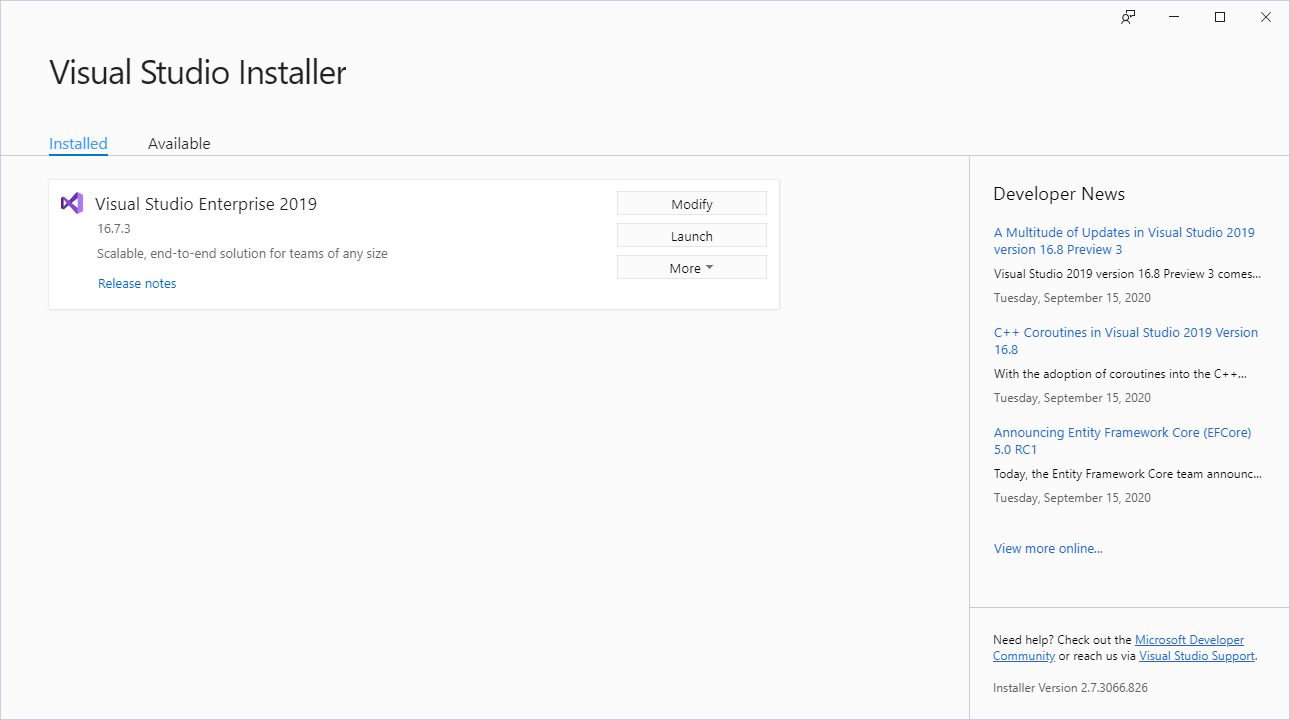 Visual Studio Installer
Installed
Available
Visual Studio Enterprise 2019
16.7.3
Scalable, end-to-end solution for teams of any size
Release notes
Modify
Launch
More
Developer News
A Multitude of Updates in Visual Studio 2019
version 16.8 Preview 3
Visual Studio 2019 version 16.8 Preview 3 comes...
Tuesday, September 15, 2020
C++ Coroutines in Visual Studio 2019 Version
16.8
With the adoption of coroutines into the C++...
Tuesday, September 15, 2020
Announcing Entity Framework Core (EFCore)
5.0 RC1
Today, the Entity Framework Core team announc...
Tuesday, September 15, 2020
View more online...
Need help? Check out the Microsoft Developer
Community or reach us via Visual Studio Support.
Installer Version 2.7.3066.826